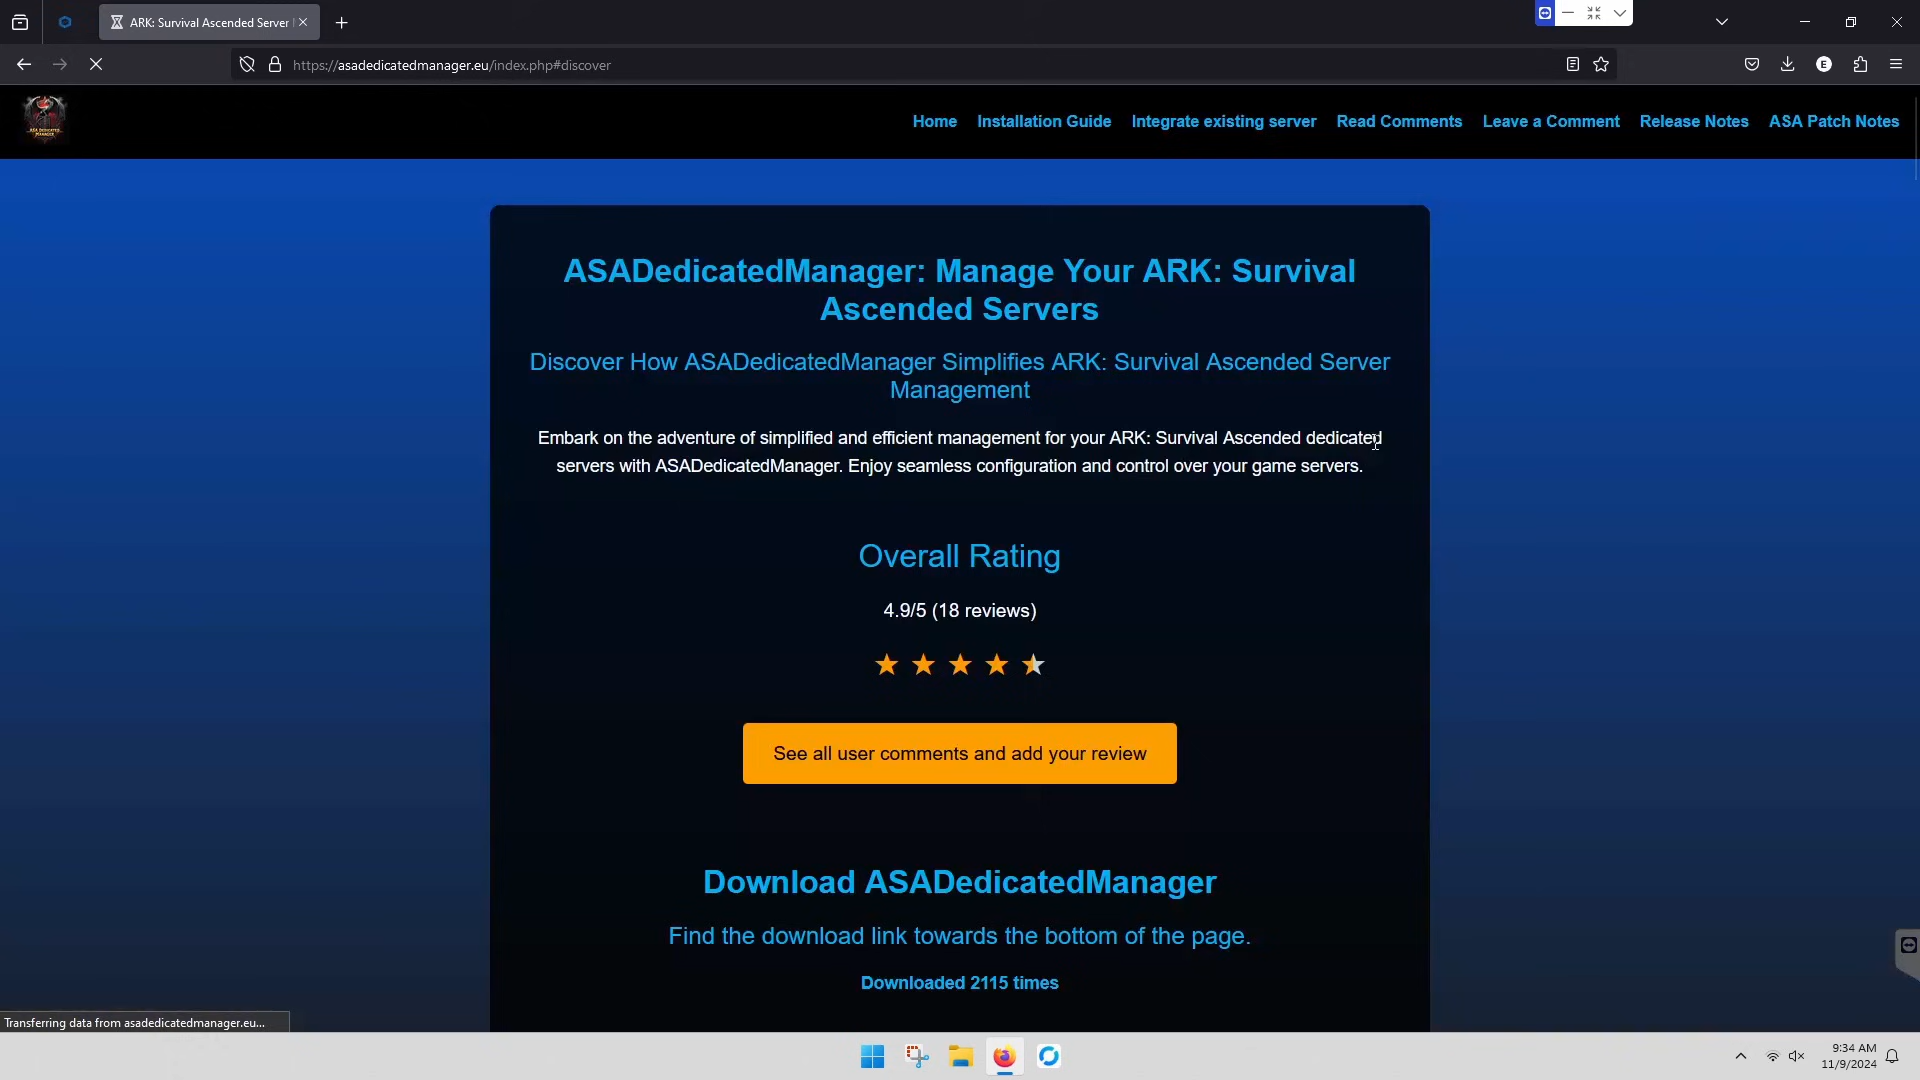 ARK: Survival Ascended Server
https://asadedicatedmanager.eu/index.php#discover
Home Installation Guide Integrate existing server Read Comments Leave a Comment Release Notes ASA Patch Notes
ASADedicatedManager: Manage Your ARK: Survival
Ascended Servers
Discover How ASADedicatedManager Simplifies ARK: Survival Ascended Server
Management
Embark on the adventure of simplified and efficient management for your ARK: Survival Ascended dedicated
servers with ASADedicatedManager. Enjoy seamless configuration and control over your game servers.
Overall Rating
4.9/5 (18 reviews)
See all user comments and add your review
Download ASADedicatedManager
Find the download link towards the bottom of the page.
Downloaded 2115 times
Transferring data from asadedicatedmanager.eu...
9:34 AM
11/9/2024